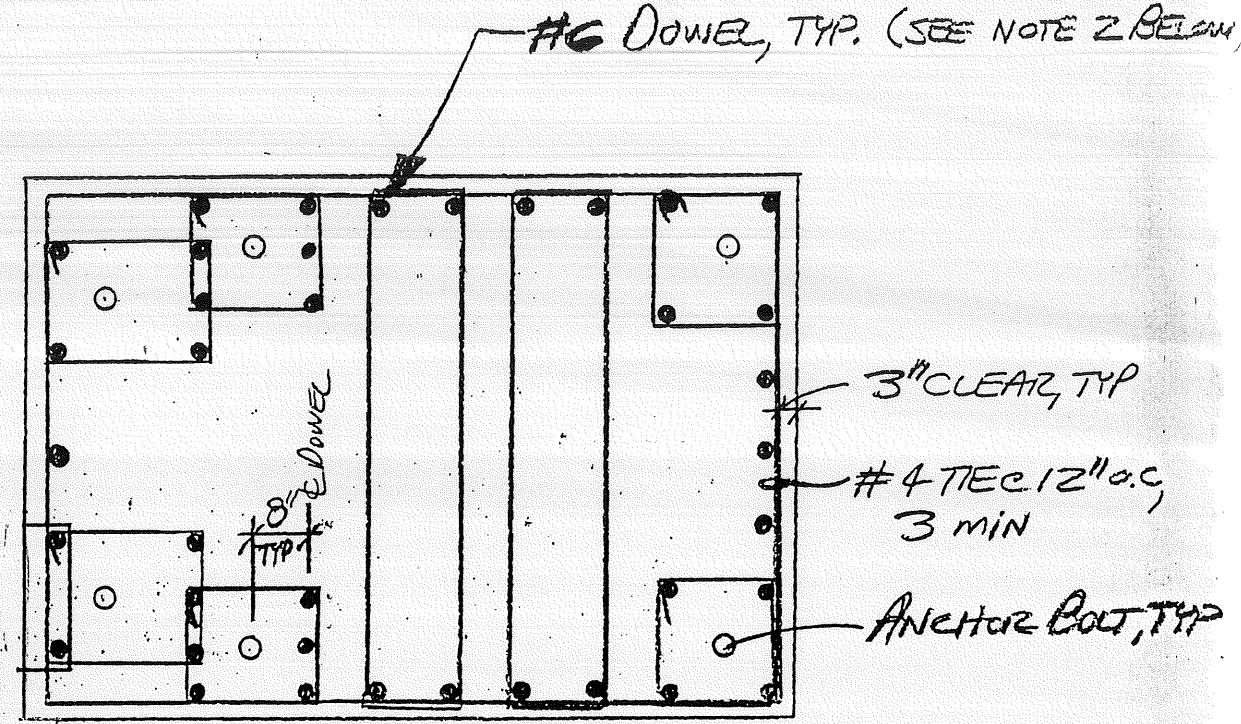 #6 DOWEL, TYP. (SEE NOTE 2 BELOW,
3" CLEAR, TYP
8"
TYP.
℄ DOWEL
#4 TIE @ 12" O.C,
3 MIN
ANCHOR BOLT, TYP